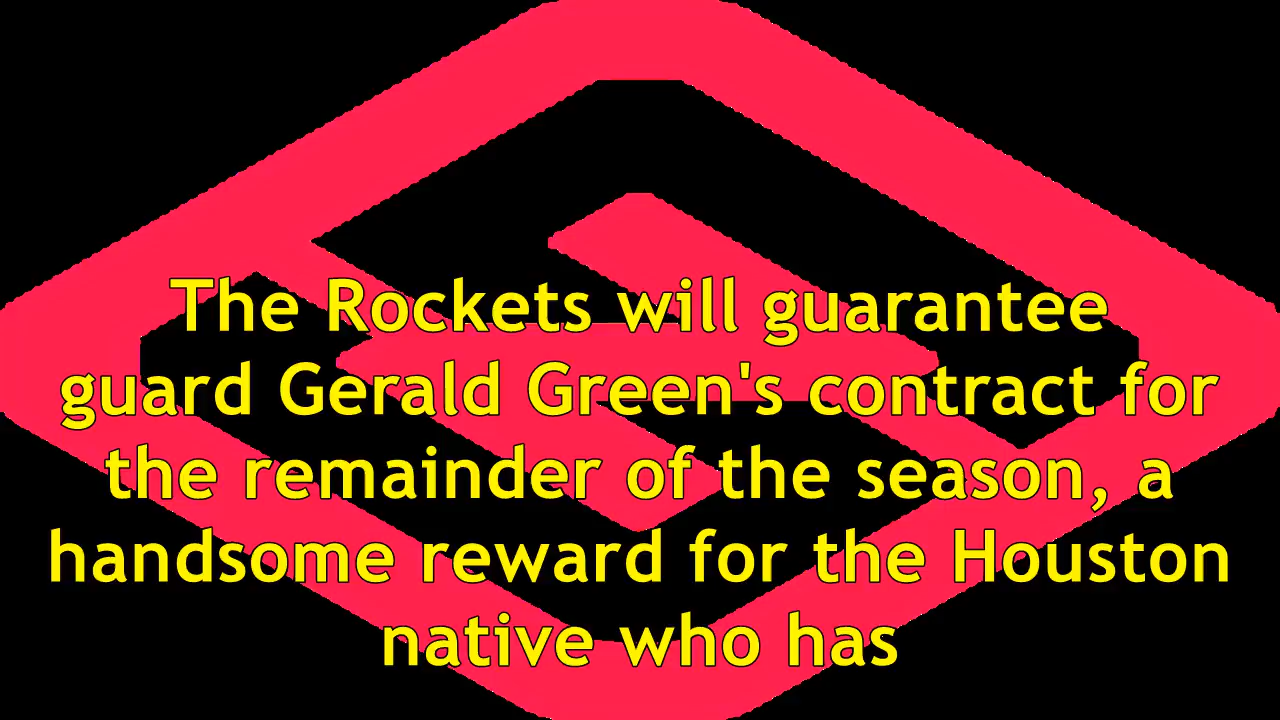 The Rockets will guarantee
guard Gerald Green's contract for
the remainder of the season, a
handsome reward for the Houston
native who has